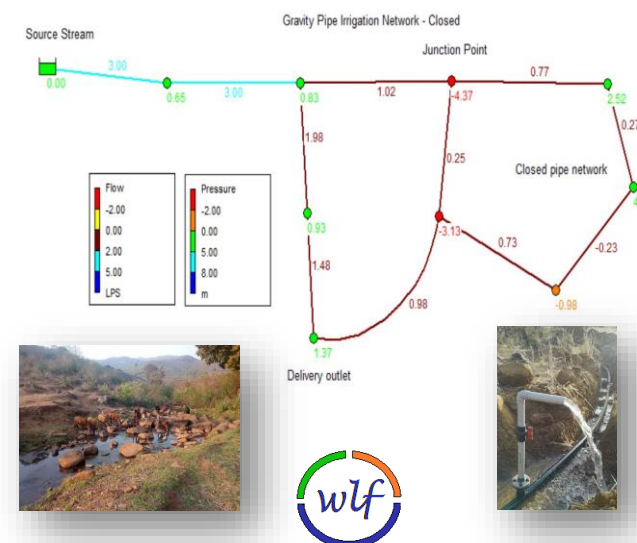 Gravity Pipe Irrigation Network - Closed
Source Stream
Junction Point
3.00
0.00
0.65
3.00
0.83
1.02
-4.37
0.77
2.52
0.27
1.98
0.25
Closed pipe network
4
Flow
-2.00
0.00
2.00
5.00
LPS
Pressure
-2.00
0.00
5.00
8.00
m
0.93
-3.13
0.73
-0.23
1.48
0.98
-0.98
1.37
Delivery outlet
wlf